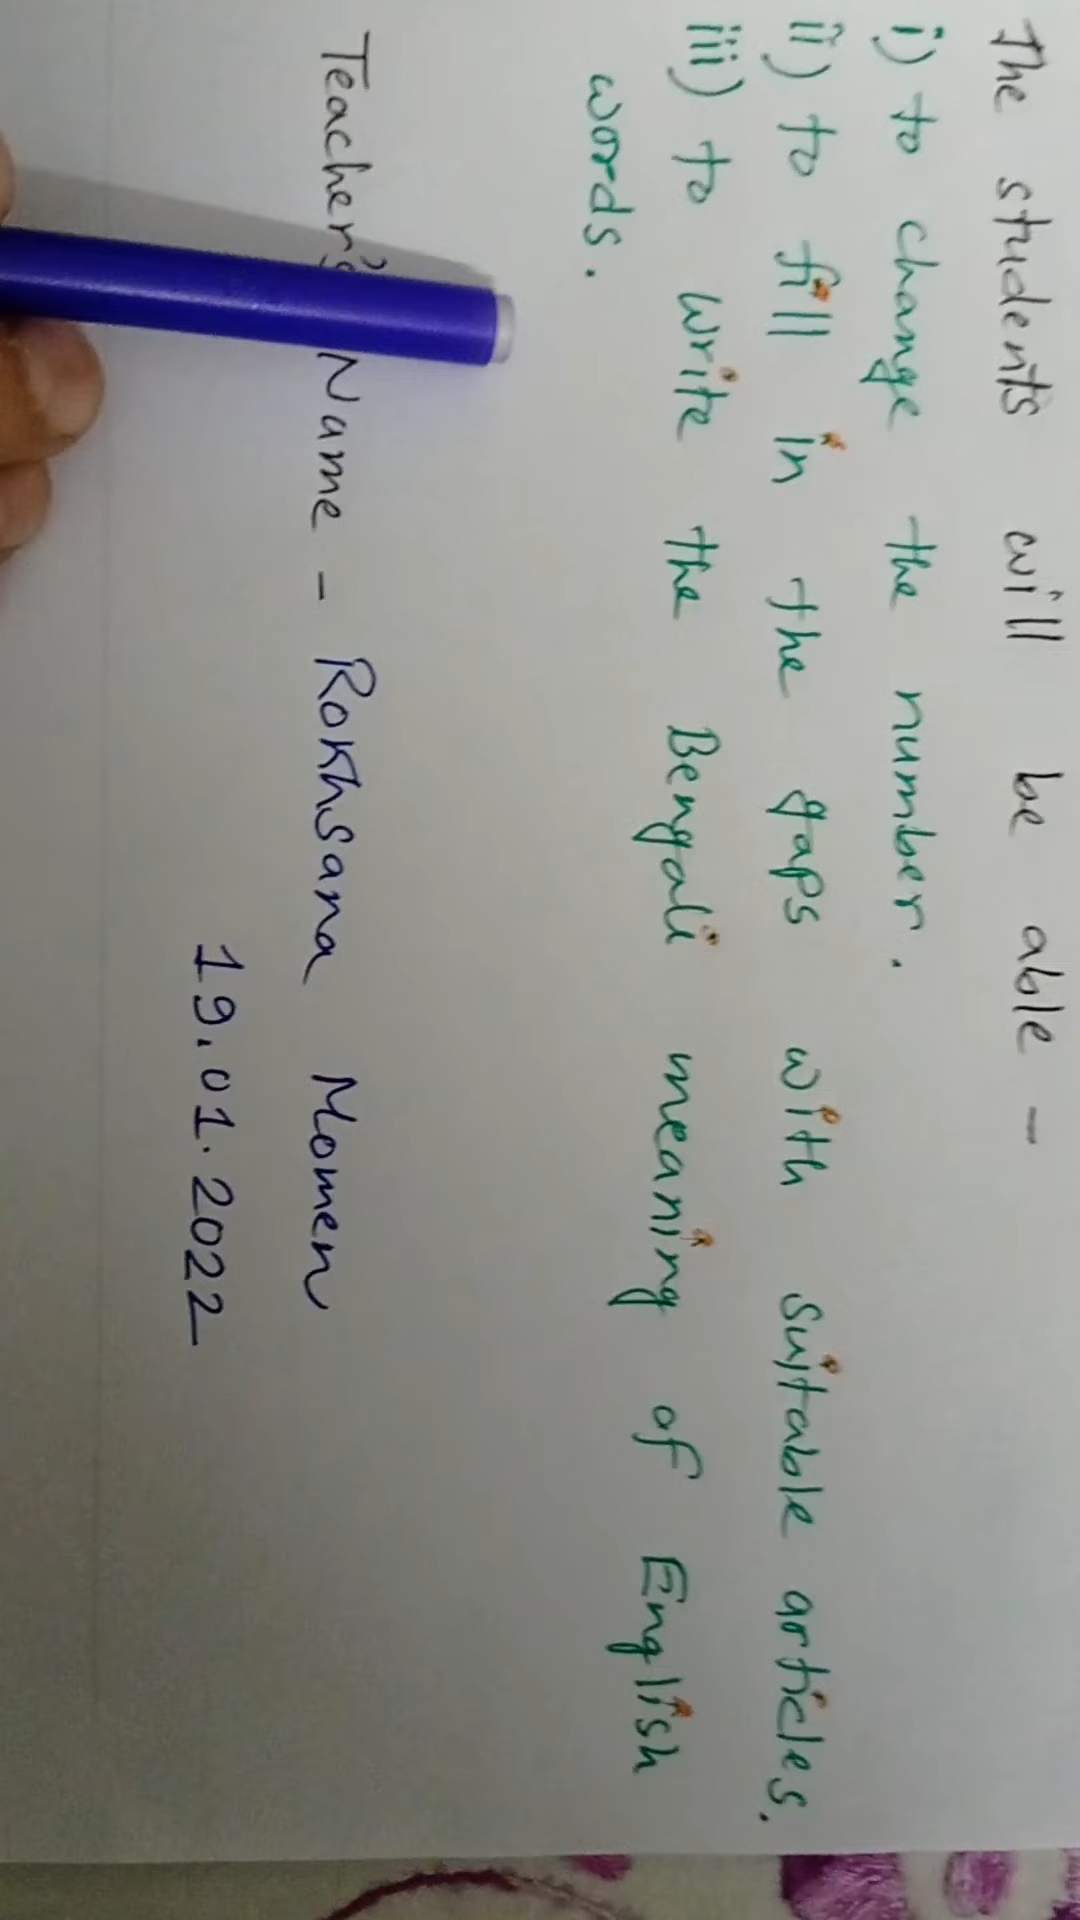 The students will be able -
i) to change the number.
ii) to fill in the gaps with suitable articles.
iii) to write the Bengali meaning of English
words.
Teacher's Name - Rokhsana Momen
19.01.2022